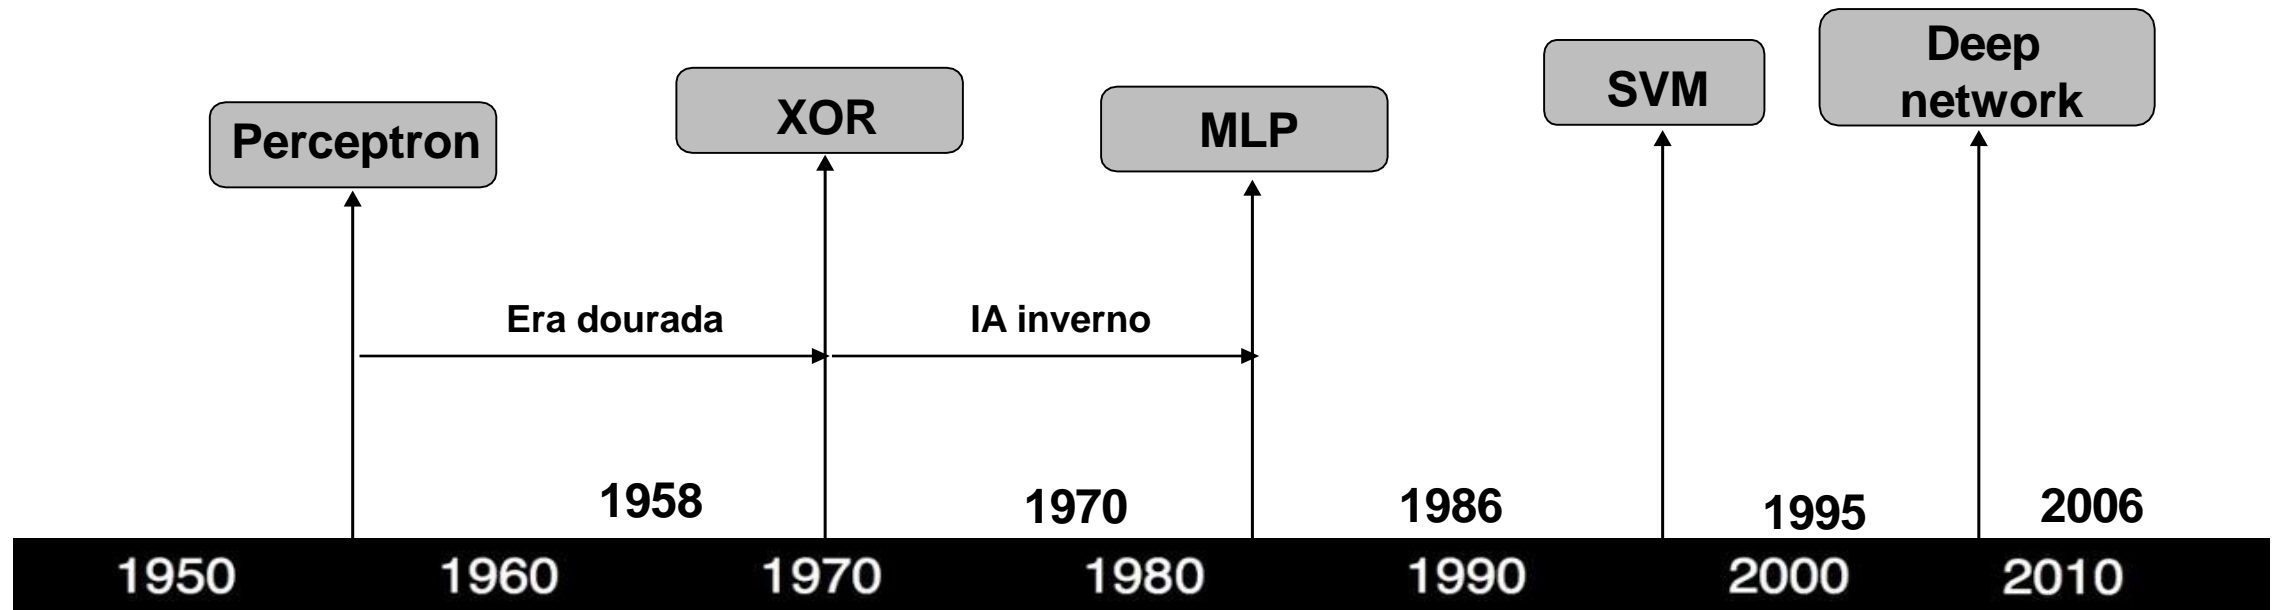 Deep
network
SVM
XOR
MLP
Perceptron
Era dourada
IA inverno
1958
1970
1986
1995
2006
1950
1960
1970
1980
1990
2000
2010